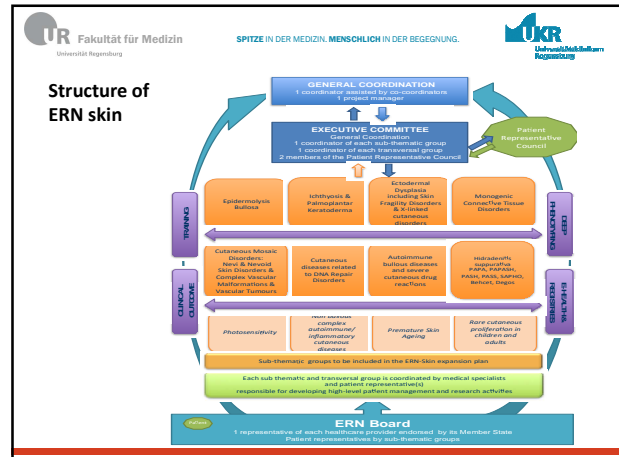 UR Fakultät für Medizin
Universität Regensburg
SPITZE IN DER MEDIZIN. MENSCHLICH IN DER BEGEGNUNG.
UKR
Universitätsklinikum
Regensburg
Structure of
ERN skin
GENERAL COORDINATION
1 coordinator assisted by co-coordinators
1 project manager
EXECUTIVE COMMITTEE
General Coordination
1 coordinator of each sub-thematic group
1 coordinator of each transversal group
2 members of the Patient Representative Council
Patient
Representative
Council
TRAINING
CLINICAL
OUTCOME
DEEP
PHENOTYPING
E-HEALTH &
REGISTRIES
Epidermolysis
Bullosa
Ichthyosis &
Palmoplantar
Keratoderma
Ectodermal
Dysplasia
including Skin
Fragility Disorders
& X-linked
cutaneous
disorders
Monogenic
Connective Tissue
Disorders
Cutaneous Mosaic
Disorders:
Nevi & Nevoid
Skin Disorders &
Complex Vascular
Malformations &
Vascular Tumours
Cutaneous
diseases related
to DNA Repair
Disorders
Autoimmune
bullous diseases
and severe
cutaneous drug
reactions
Hidradenitis
suppurativa
PAPA, PAPASH,
PASH, PASS, SAPHO,
Behcet, Degos
Photosensitivity
Non bullous
complex
autoimmune/
inflammatory
cutaneous
diseases
Premature Skin
Ageing
Rare cutaneous
proliferation in
children and
adults
Sub-thematic groups to be included in the ERN-Skin expansion plan
Each sub thematic and transversal group is coordinated by medical specialists
and patient representative(s)
responsible for developing high-level patient management and research activities
ERN Board
1 representative of each healthcare provider endorsed by its Member State
Patient representatives by sub-thematic groups